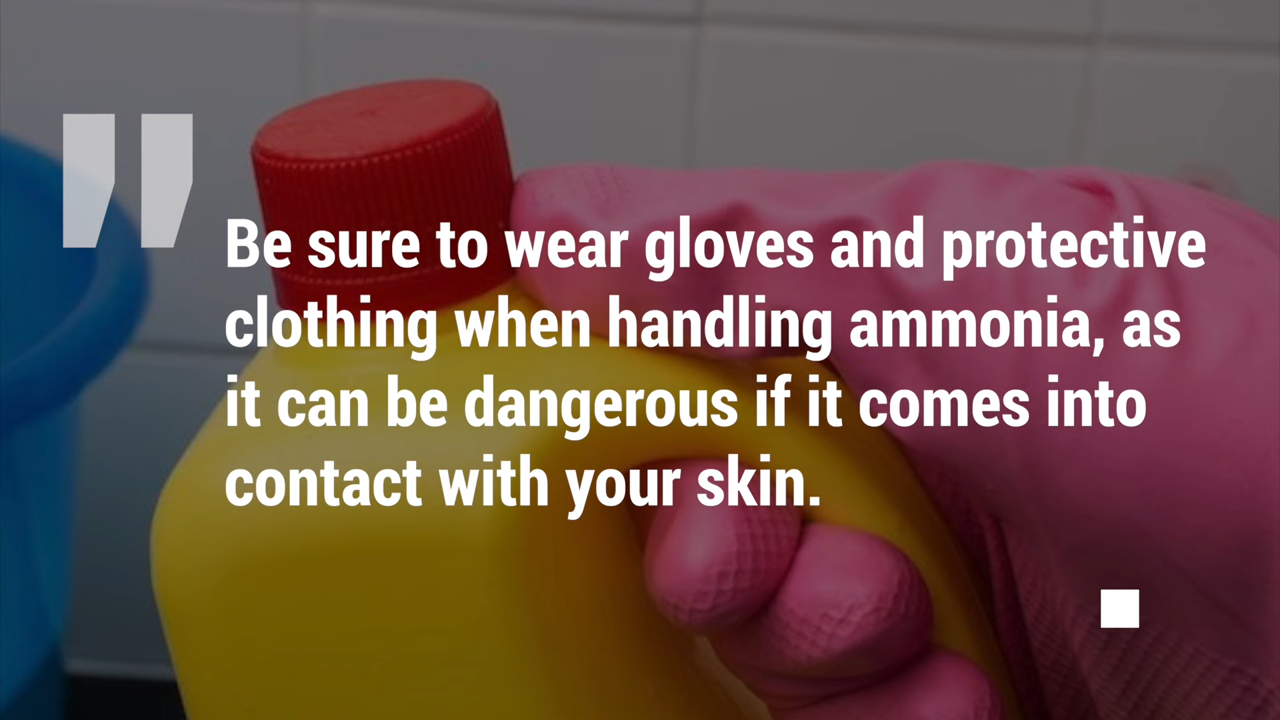 Be sure to wear gloves and protective
clothing when handling ammonia, as
it can be dangerous if it comes into
contact with your skin.